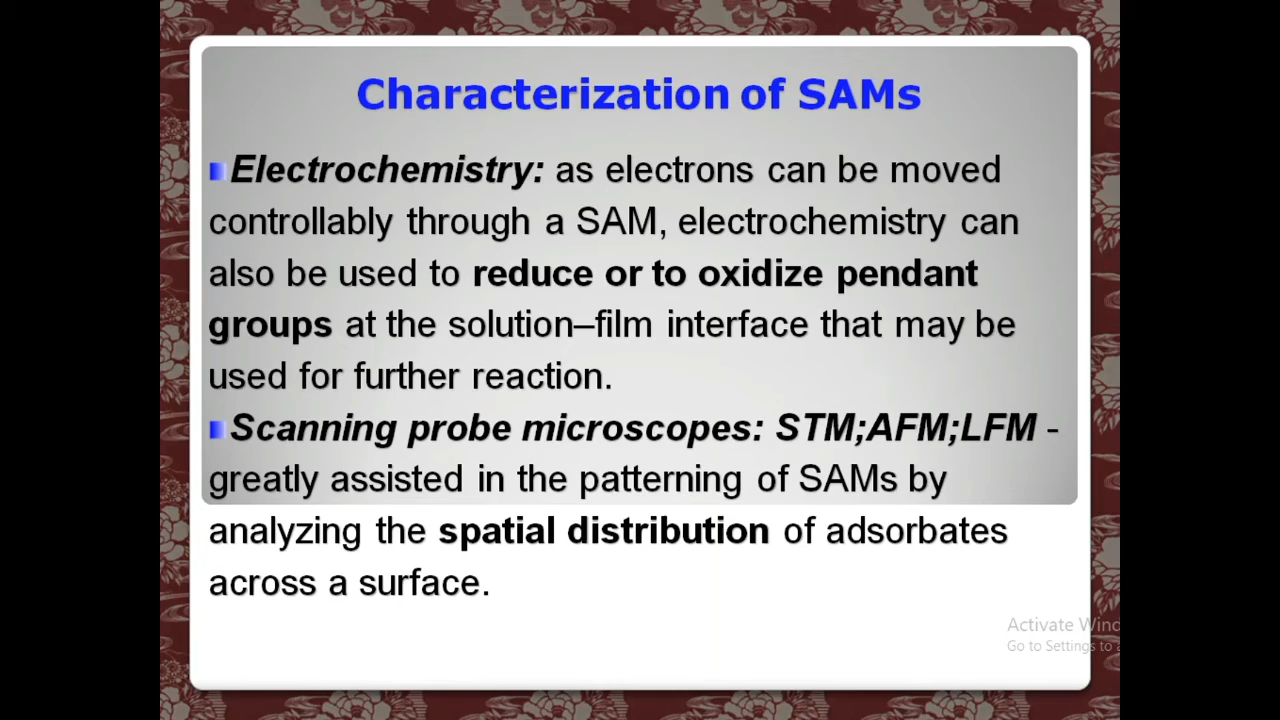 Characterization of SAMs
Electrochemistry: as electrons can be moved
controllably through a SAM, electrochemistry can
also be used to reduce or to oxidize pendant
groups at the solution–film interface that may be
used for further reaction.
Scanning probe microscopes: STM;AFM;LFM -
greatly assisted in the patterning of SAMs by
analyzing the spatial distribution of adsorbates
across a surface.
Activate Wind
Go to Settings to a